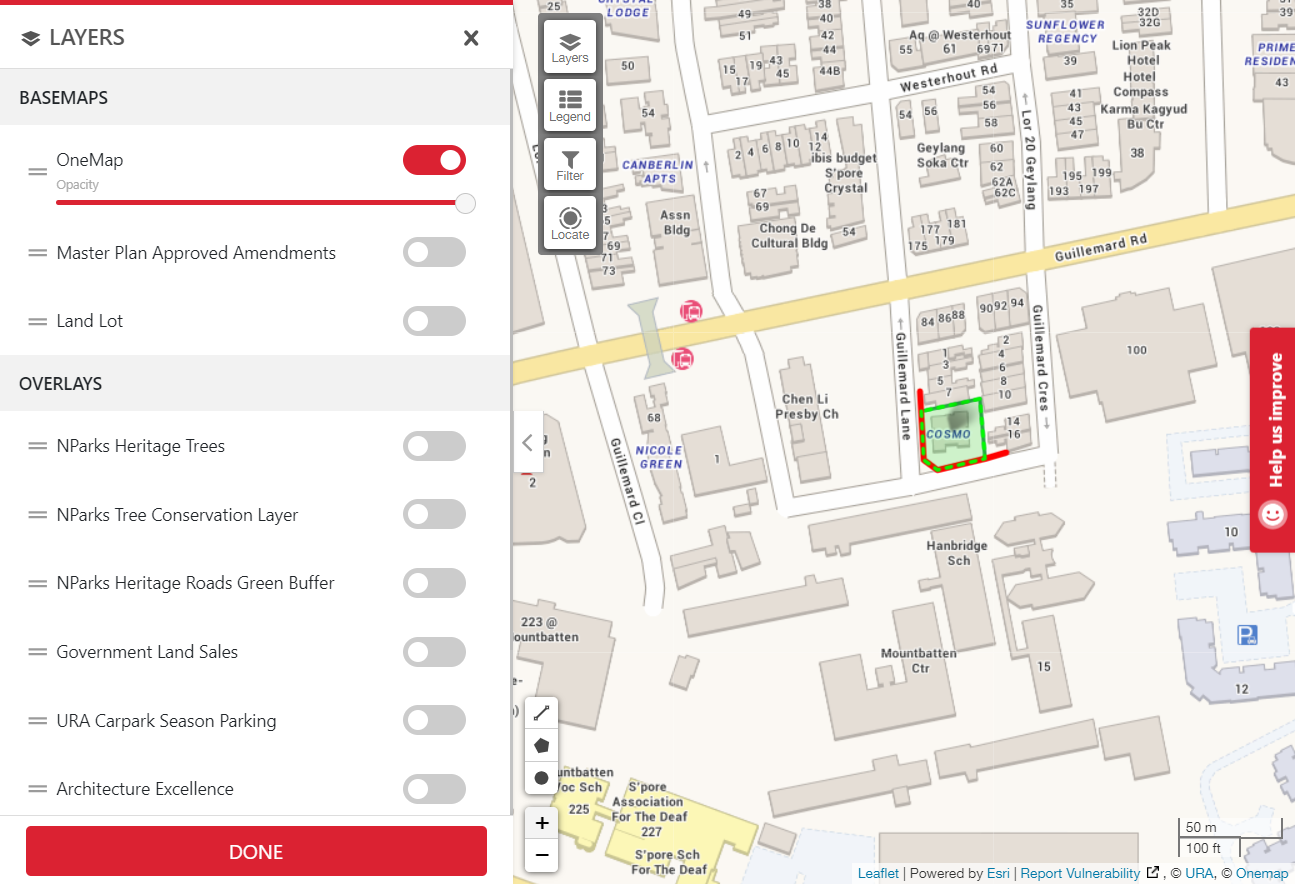 LAYERS
BASEMAPS
OneMap
Opacity
Master Plan Approved Amendments
Land Lot
OVERLAYS
NParks Heritage Trees
NParks Tree Conservation Layer
NParks Heritage Roads Green Buffer
Government Land Sales
URA Carpark Season Parking
Architecture Excellence
DONE
Layers
Legend
Filter
Locate
25
LODGE
49
51
38
40
42
44
44B
40
35
32D
32G
39
SUNFLOWER
REGENCY
Aq @ Westerhout
55
61
6971
Lion Peak
Hotel
Hotel
Compass
Karma Kagyud
Bu Ctr
38
PRIME
RESIDEN
43
39
41
43
45
47
50
54
15
17
19
43
45
Westerhout Rd
54
56
58
54
56
Lor 20 Geylang
CANBERLIN
APTS
2
4
6
8
10
12
14
ibis budget
S'pore
Crystal
54
Geylang
Soka Ctr
60
62
62A
62C
195
199
193
197
67
69
Assn
Bldg
Chong De
Cultural Bldg
177
181
175
179
69
71
73
Guillemard Rd
84
86
88
90
92
94
Guillemard Lane
Guillemard Cres
100
1
3
5
7
2
4
6
8
10
14
16
COSMO
Chen Li
Presby Ch
68
NICOLE
GREEN
1
2
Guillemard Cl
Help us improve
10
12
Hanbridge
Sch
Mountbatten
Ctr
15
223 @
ountbatten
untbatten
oc Sch
225
S'pore
Association
For The Deaf
227
S'pore Sch
For The Deaf
+
−
50 m
100 ft
Leaflet | Powered by Esri | Report Vulnerability , © URA, © Onemap